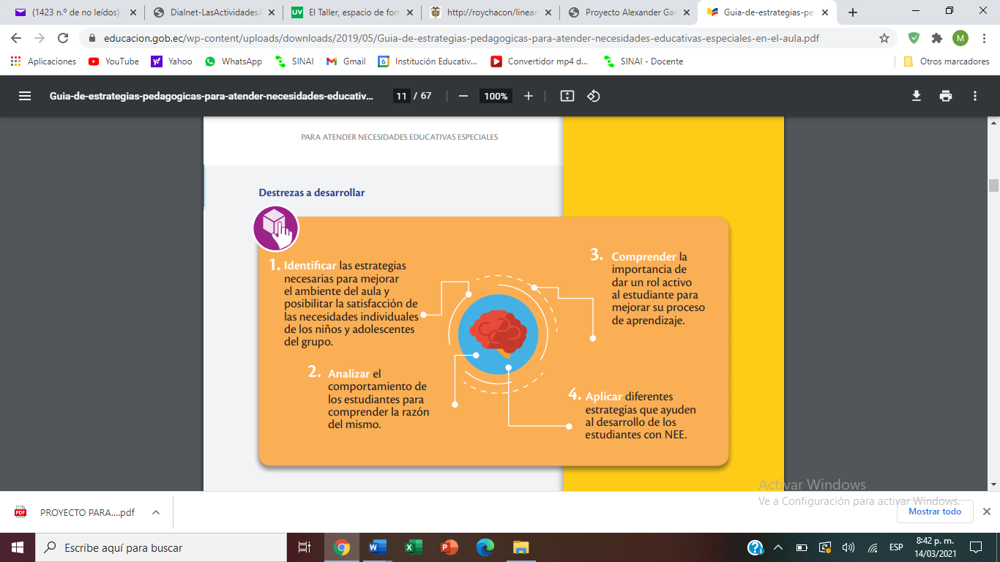 (1423 n.º de no leídos)
Dialnet-LasActividades
UV El Taller, espacio de for
http://roychacon/linean
Proyecto Alexander Gar
Guia-de-estrategias-pe
educacion.gob.ec/wp-content/uploads/downloads/2019/05/Guia-de-estrategias-pedagogicas-para-atender-necesidades-educativas-especiales-en-el-aula.pdf
M
Aplicaciones
YouTube
Yahoo
WhatsApp
SINAI
Gmail
6
Institución Educativ...
Convertidor mp4 d...
SINAI - Docente
Otros marcadores
Guia-de-estrategias-pedagogicas-para-atender-necesidades-educativ...
11 / 67
100%
PARA ATENDER NECESIDADES EDUCATIVAS ESPECIALES
Destrezas a desarrollar
1. Identificar las estrategias
necesarias para mejorar
el ambiente del aula y
posibilitar la satisfacción de
las necesidades individuales
de los niños y adolescentes
del grupo.
2. Analizar el
comportamiento de
los estudiantes para
comprender la razón
del mismo.
3. Comprender la
importancia de
dar un rol activo
al estudiante para
mejorar su proceso
de aprendizaje.
4. Aplicar diferentes
estrategias que ayuden
al desarrollo de los
estudiantes con NEE.
Activar Windows
Ve a Configuración para activar Windows.
PDF
PROYECTO PARA....pdf
Mostrar todo
Escribe aquí para buscar
ESP
8:42 p. m.
14/03/2021